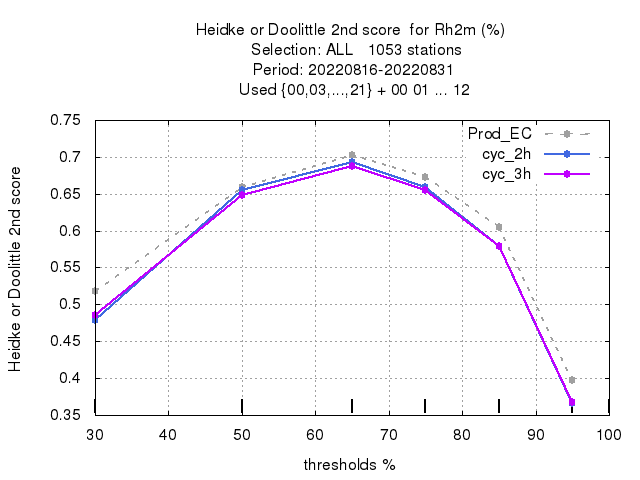 Heidke or Doolittle 2nd score  for Rh2m (%)
Selection: ALL   1053 stations
Period: 20220816-20220831
Used {00,03,...,21} + 00 01 ... 12
Heidke or Doolittle 2nd score
0.75
0.7
0.65
0.6
0.55
0.5
0.45
0.4
0.35
Prod_EC
cyc_2h
cyc_3h
30 40 50 60 70 80 90 100
thresholds %